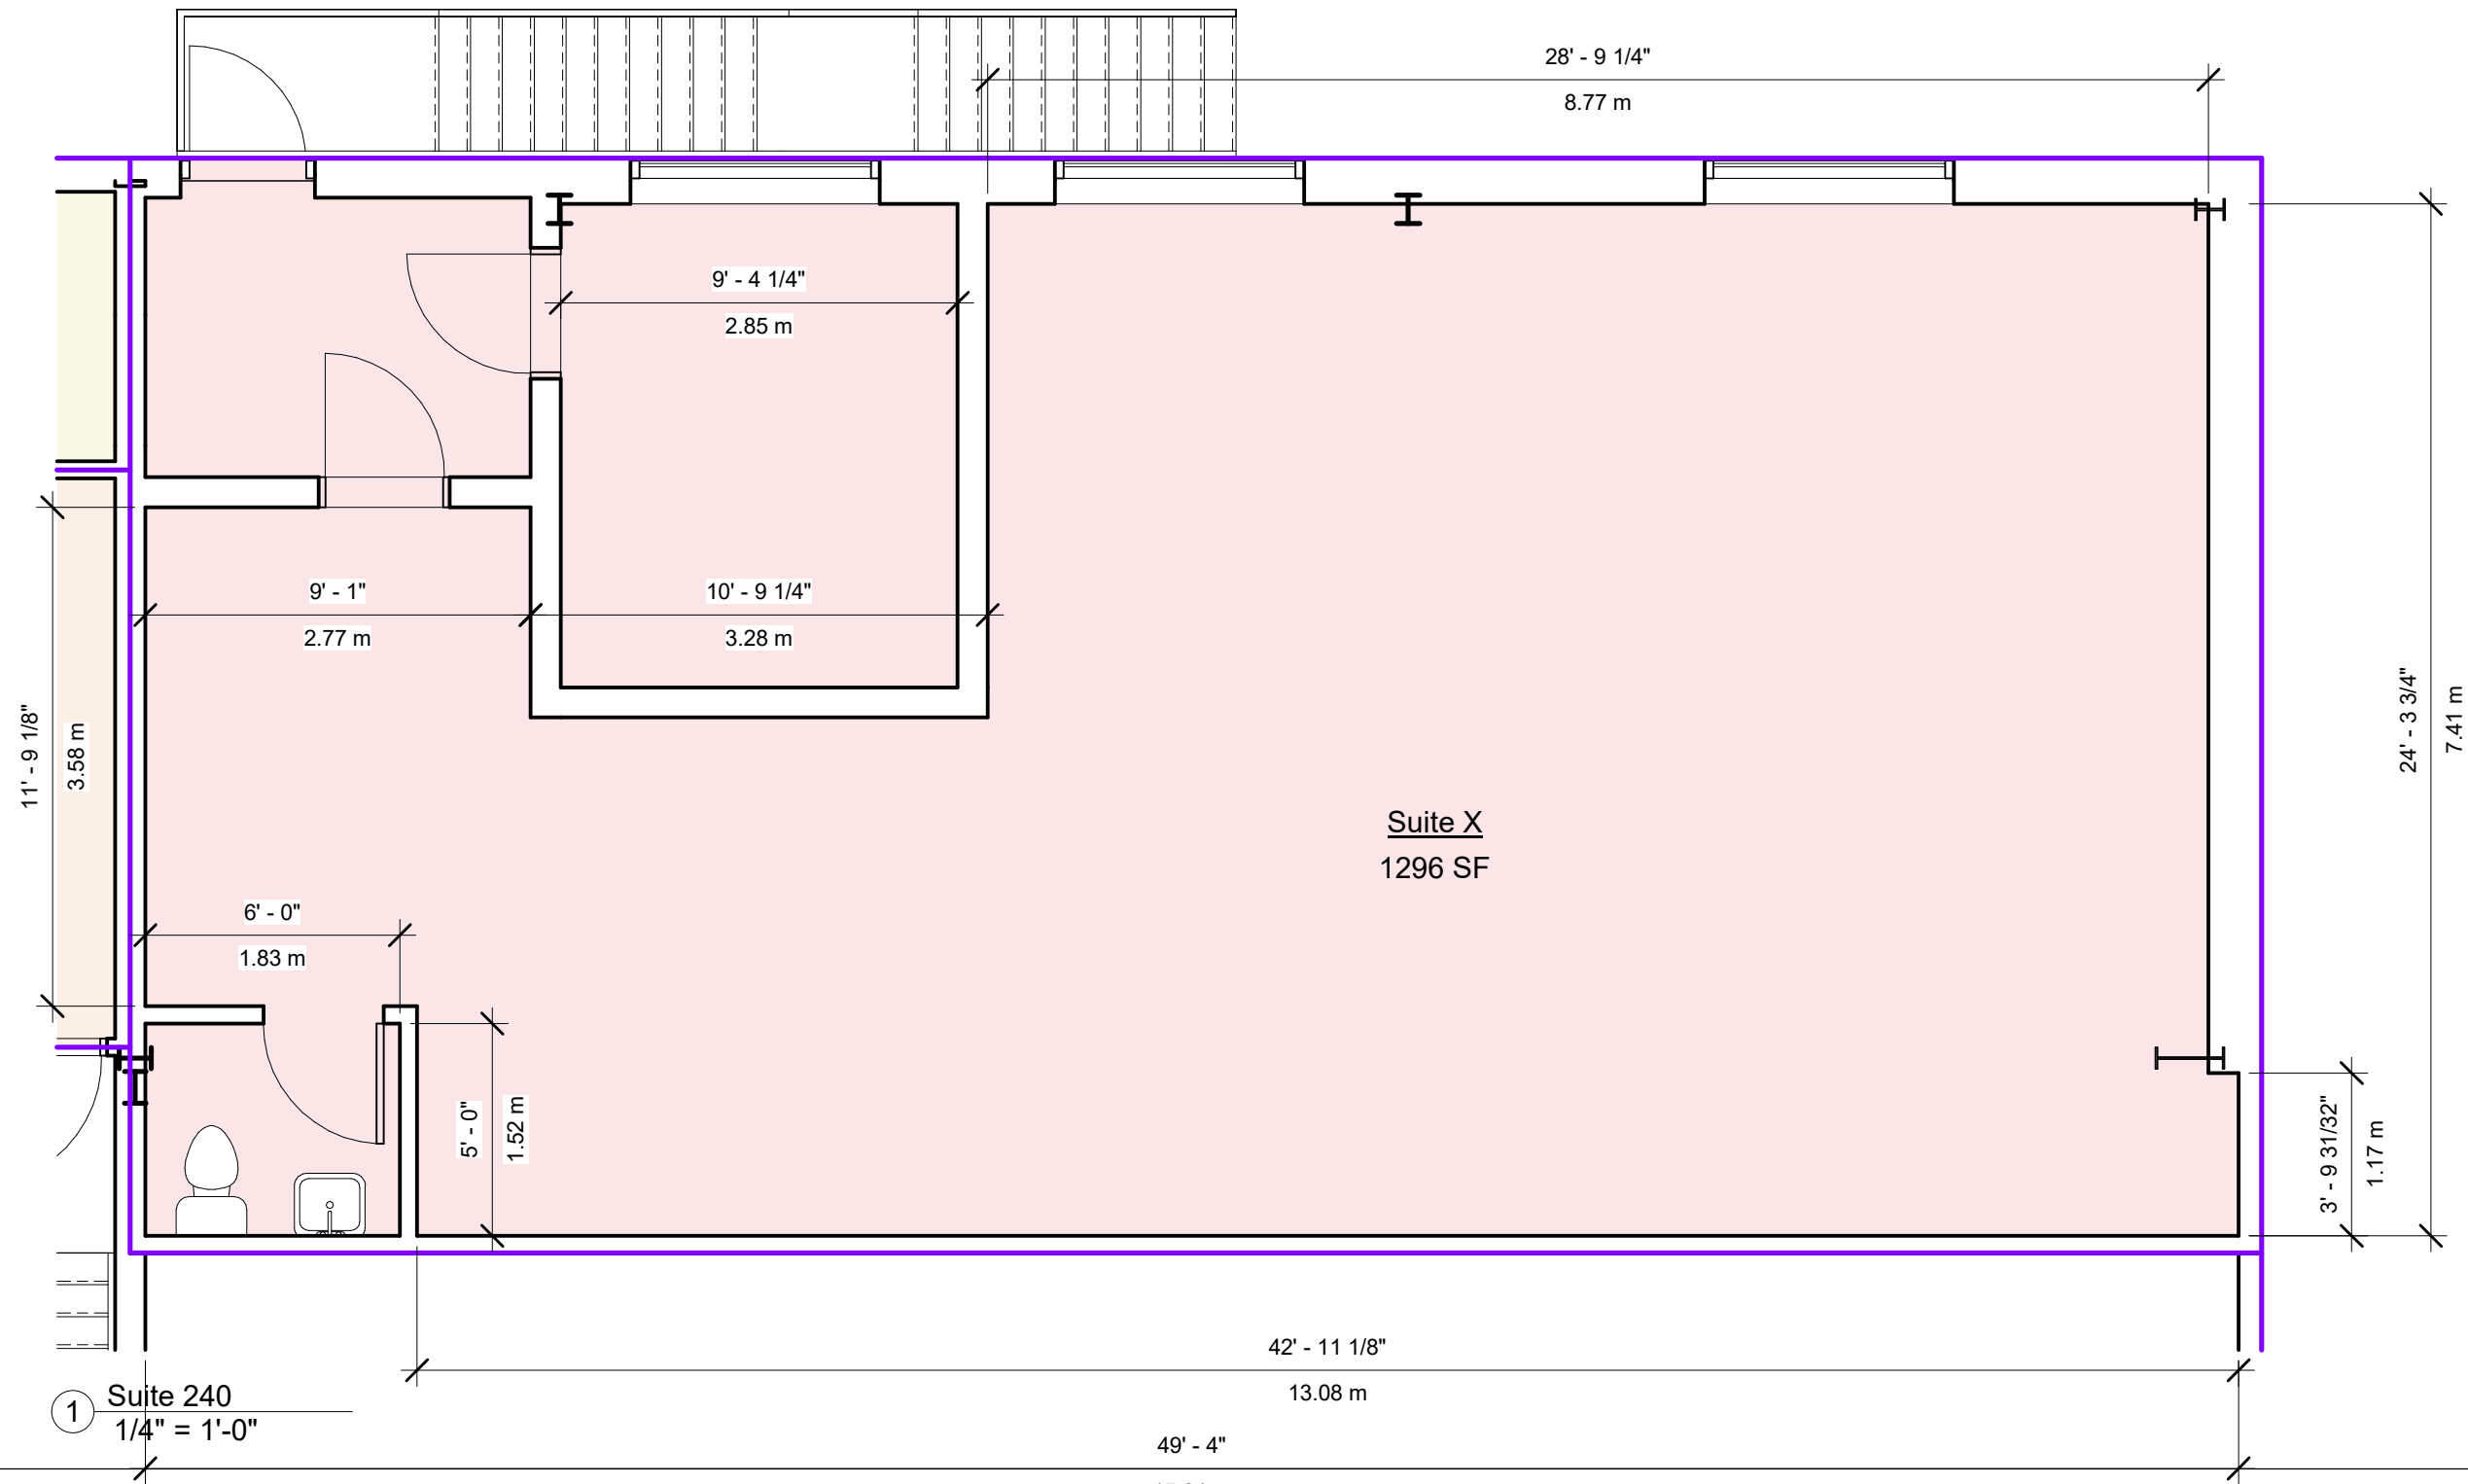 28' - 9 1/4"
8.77 m
9' - 4 1/4"
2.85 m
9' - 1"
2.77 m
10' - 9 1/4"
3.28 m
11' - 9 1/8"
3.58 m
24' - 3 3/4"
7.41 m
Suite X
1296 SF
6' - 0"
1.83 m
5' - 0"
1.52 m
3' - 9 31/32"
1.17 m
42' - 11 1/8"
13.08 m
1
Suite 240
1/4" = 1'-0"
49' - 4"